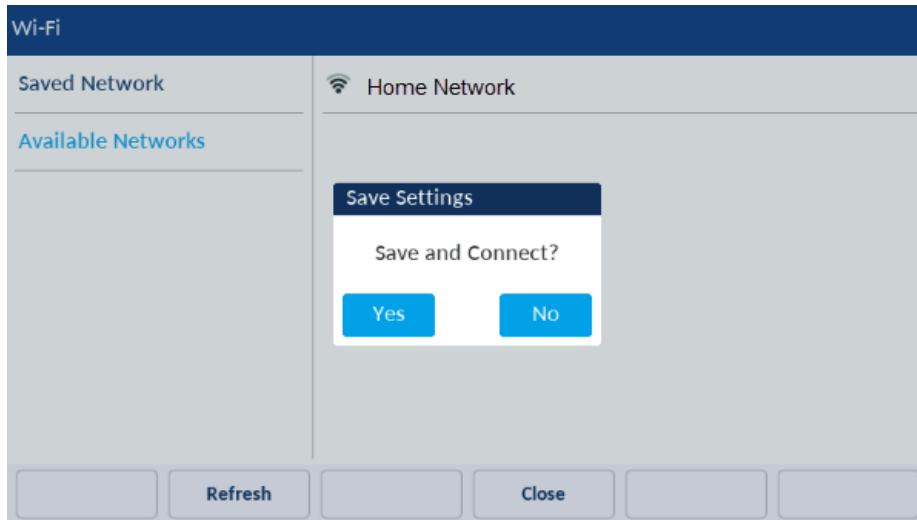 Wi-Fi
Saved Network
Available Networks
Home Network
Save Settings
Save and Connect?
Yes
No
Refresh
Close